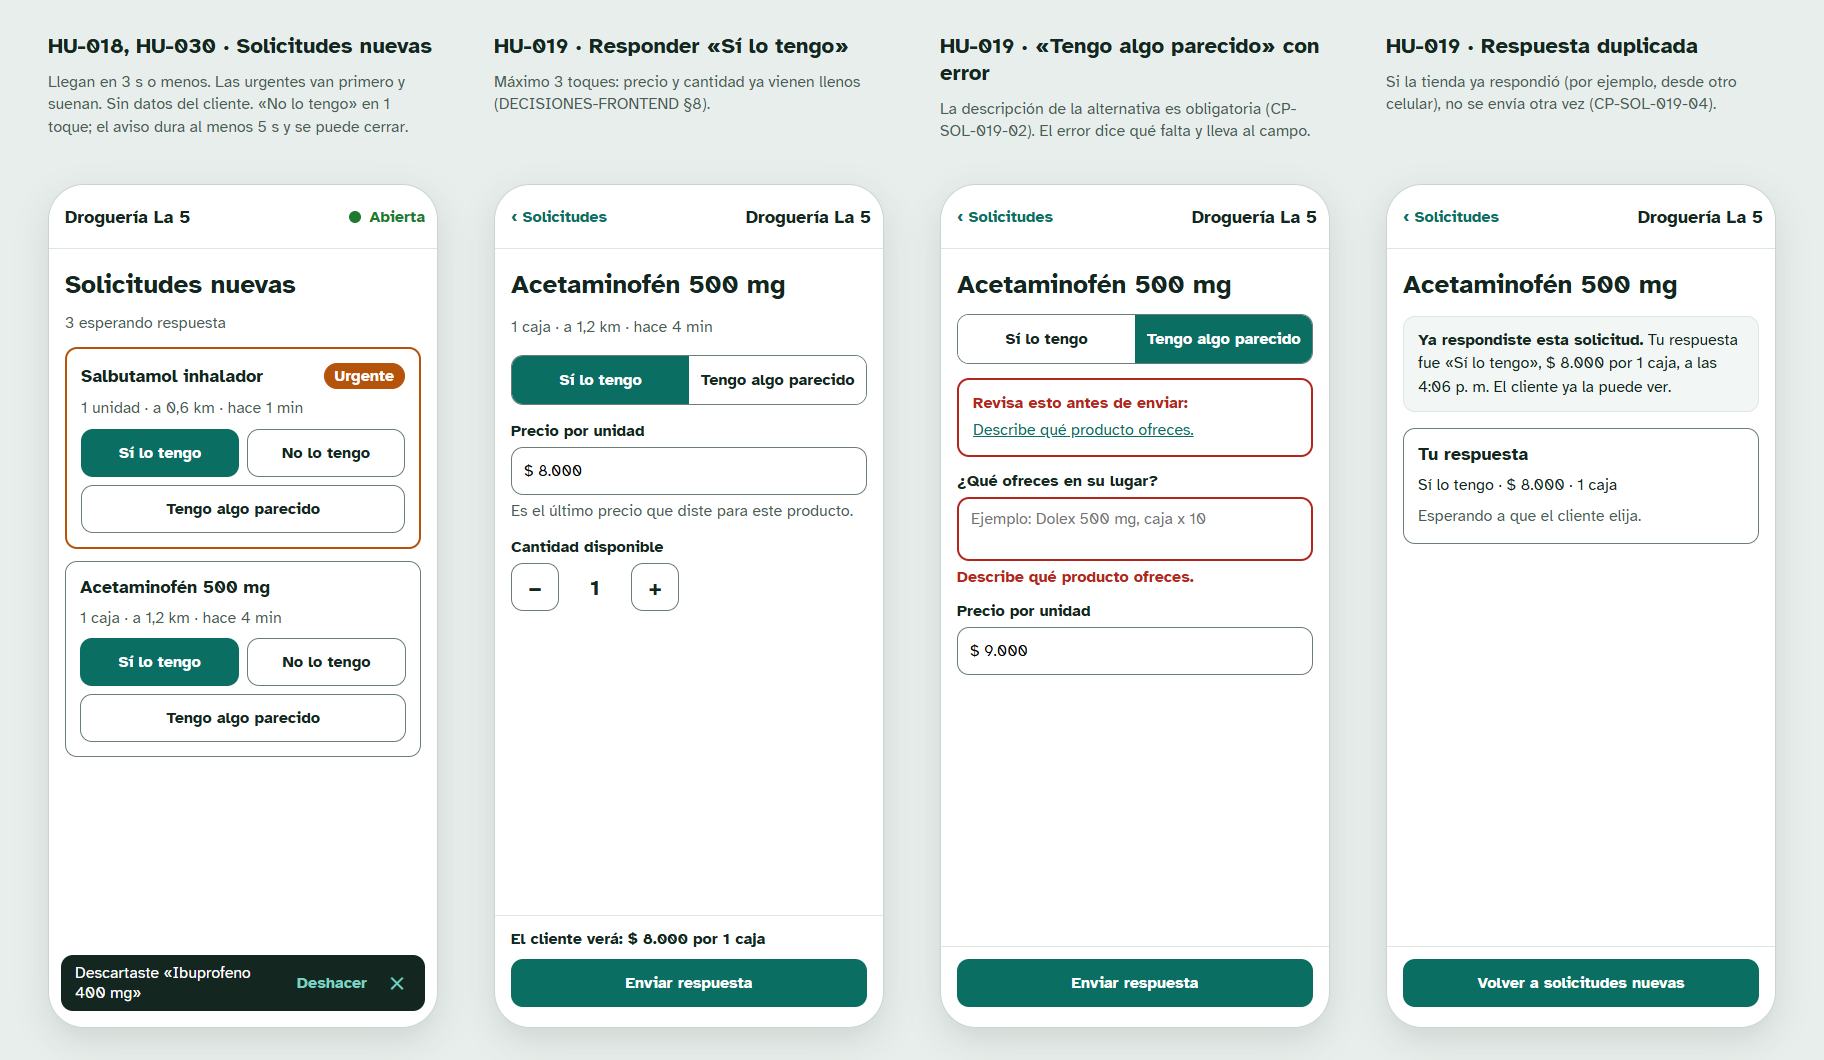 HU-018, HU-030 · Solicitudes nuevas
Llegan en 3 s o menos. Las urgentes van primero y
suenan. Sin datos del cliente. «No lo tengo» en 1
toque; el aviso dura al menos 5 s y se puede cerrar.
Droguería La 5
Abierta
Solicitudes nuevas
3 esperando respuesta
Salbutamol inhalador
Urgente
1 unidad · a 0,6 km · hace 1 min
Sí lo tengo
No lo tengo
Tengo algo parecido
Acetaminofén 500 mg
1 caja · a 1,2 km · hace 4 min
Sí lo tengo
No lo tengo
Tengo algo parecido
Descartaste «Ibuprofeno
400 mg»
Deshacer
✕
HU-019 · Responder «Sí lo tengo»
Máximo 3 toques: precio y cantidad ya vienen llenos
(DECISIONES-FRONTEND §8).
‹ Solicitudes
Droguería La 5
Acetaminofén 500 mg
1 caja · a 1,2 km · hace 4 min
Sí lo tengo
Tengo algo parecido
Precio por unidad
$ 8.000
Es el último precio que diste para este producto.
Cantidad disponible
− 1 +
El cliente verá: $ 8.000 por 1 caja
Enviar respuesta
HU-019 · «Tengo algo parecido» con
error
La descripción de la alternativa es obligatoria (CP-
SOL-019-02). El error dice qué falta y lleva al campo.
‹ Solicitudes
Droguería La 5
Acetaminofén 500 mg
Sí lo tengo
Tengo algo parecido
Revisa esto antes de enviar:
Describe qué producto ofreces.
¿Qué ofreces en su lugar?
Ejemplo: Dolex 500 mg, caja x 10
Describe qué producto ofreces.
Precio por unidad
$ 9.000
Enviar respuesta
HU-019 · Respuesta duplicada
Si la tienda ya respondió (por ejemplo, desde otro
celular), no se envía otra vez (CP-SOL-019-04).
‹ Solicitudes
Droguería La 5
Acetaminofén 500 mg
Ya respondiste esta solicitud. Tu respuesta
fue «Sí lo tengo», $ 8.000 por 1 caja, a las
4:06 p. m. El cliente ya la puede ver.
Tu respuesta
Sí lo tengo · $ 8.000 · 1 caja
Esperando a que el cliente elija.
Volver a solicitudes nuevas